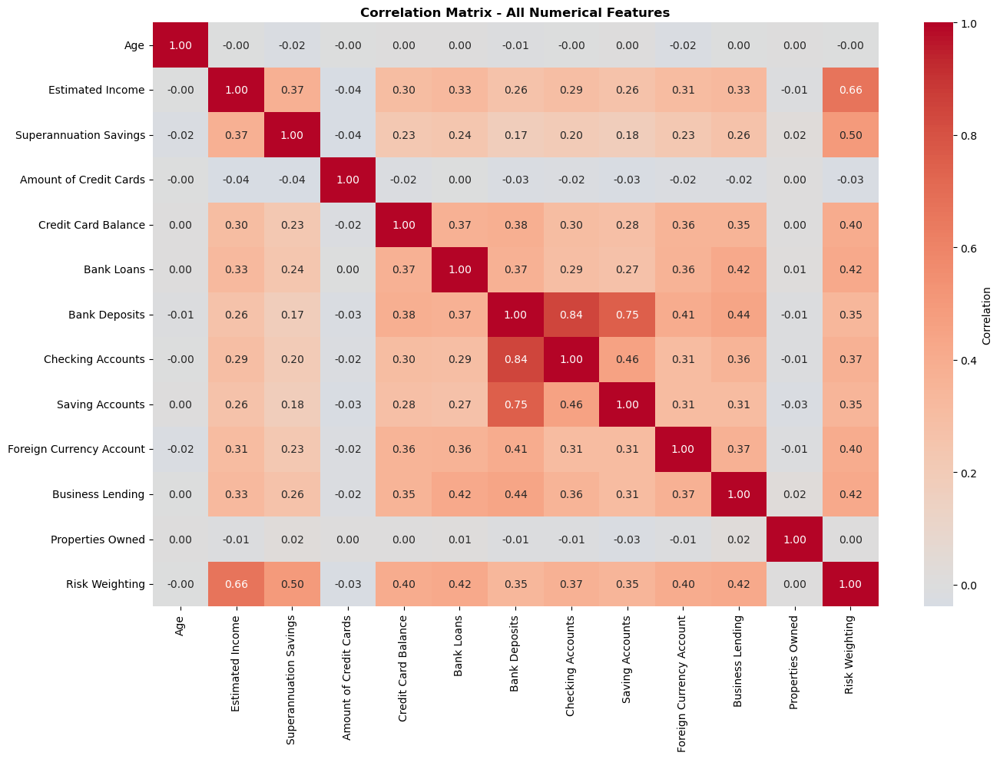 Correlation Matrix - All Numerical Features
Age 1.00 -0.00 -0.02 -0.00 0.00 0.00 -0.01 -0.00 0.00 -0.02 0.00 0.00 -0.00
Estimated Income -0.00 1.00 0.37 -0.04 0.30 0.33 0.26 0.29 0.26 0.31 0.33 -0.01 0.66
Superannuation Savings -0.02 0.37 1.00 -0.04 0.23 0.24 0.17 0.20 0.18 0.23 0.26 0.02 0.50
Amount of Credit Cards -0.00 -0.04 -0.04 1.00 -0.02 0.00 -0.03 -0.02 -0.03 -0.02 -0.02 0.00 -0.03
Credit Card Balance 0.00 0.30 0.23 -0.02 1.00 0.37 0.38 0.30 0.28 0.36 0.35 0.00 0.40
Bank Loans 0.00 0.33 0.24 0.00 0.37 1.00 0.37 0.29 0.27 0.36 0.42 0.01 0.42
Bank Deposits -0.01 0.26 0.17 -0.03 0.38 0.37 1.00 0.84 0.75 0.41 0.44 -0.01 0.35
Checking Accounts -0.00 0.29 0.20 -0.02 0.30 0.29 0.84 1.00 0.46 0.31 0.36 -0.01 0.37
Saving Accounts 0.00 0.26 0.18 -0.03 0.28 0.27 0.75 0.46 1.00 0.31 0.31 -0.03 0.35
Foreign Currency Account -0.02 0.31 0.23 -0.02 0.36 0.36 0.41 0.31 0.31 1.00 0.37 -0.01 0.40
Business Lending 0.00 0.33 0.26 -0.02 0.35 0.42 0.44 0.36 0.31 0.37 1.00 0.02 0.42
Properties Owned 0.00 -0.01 0.02 0.00 0.00 0.01 -0.01 -0.01 -0.03 -0.01 0.02 1.00 0.00
Risk Weighting -0.00 0.66 0.50 -0.03 0.40 0.42 0.35 0.37 0.35 0.40 0.42 0.00 1.00
Age
Estimated Income
Superannuation Savings
Amount of Credit Cards
Credit Card Balance
Bank Loans
Bank Deposits
Checking Accounts
Saving Accounts
Foreign Currency Account
Business Lending
Properties Owned
Risk Weighting
1.0
0.8
0.6
0.4
0.2
0.0
Correlation